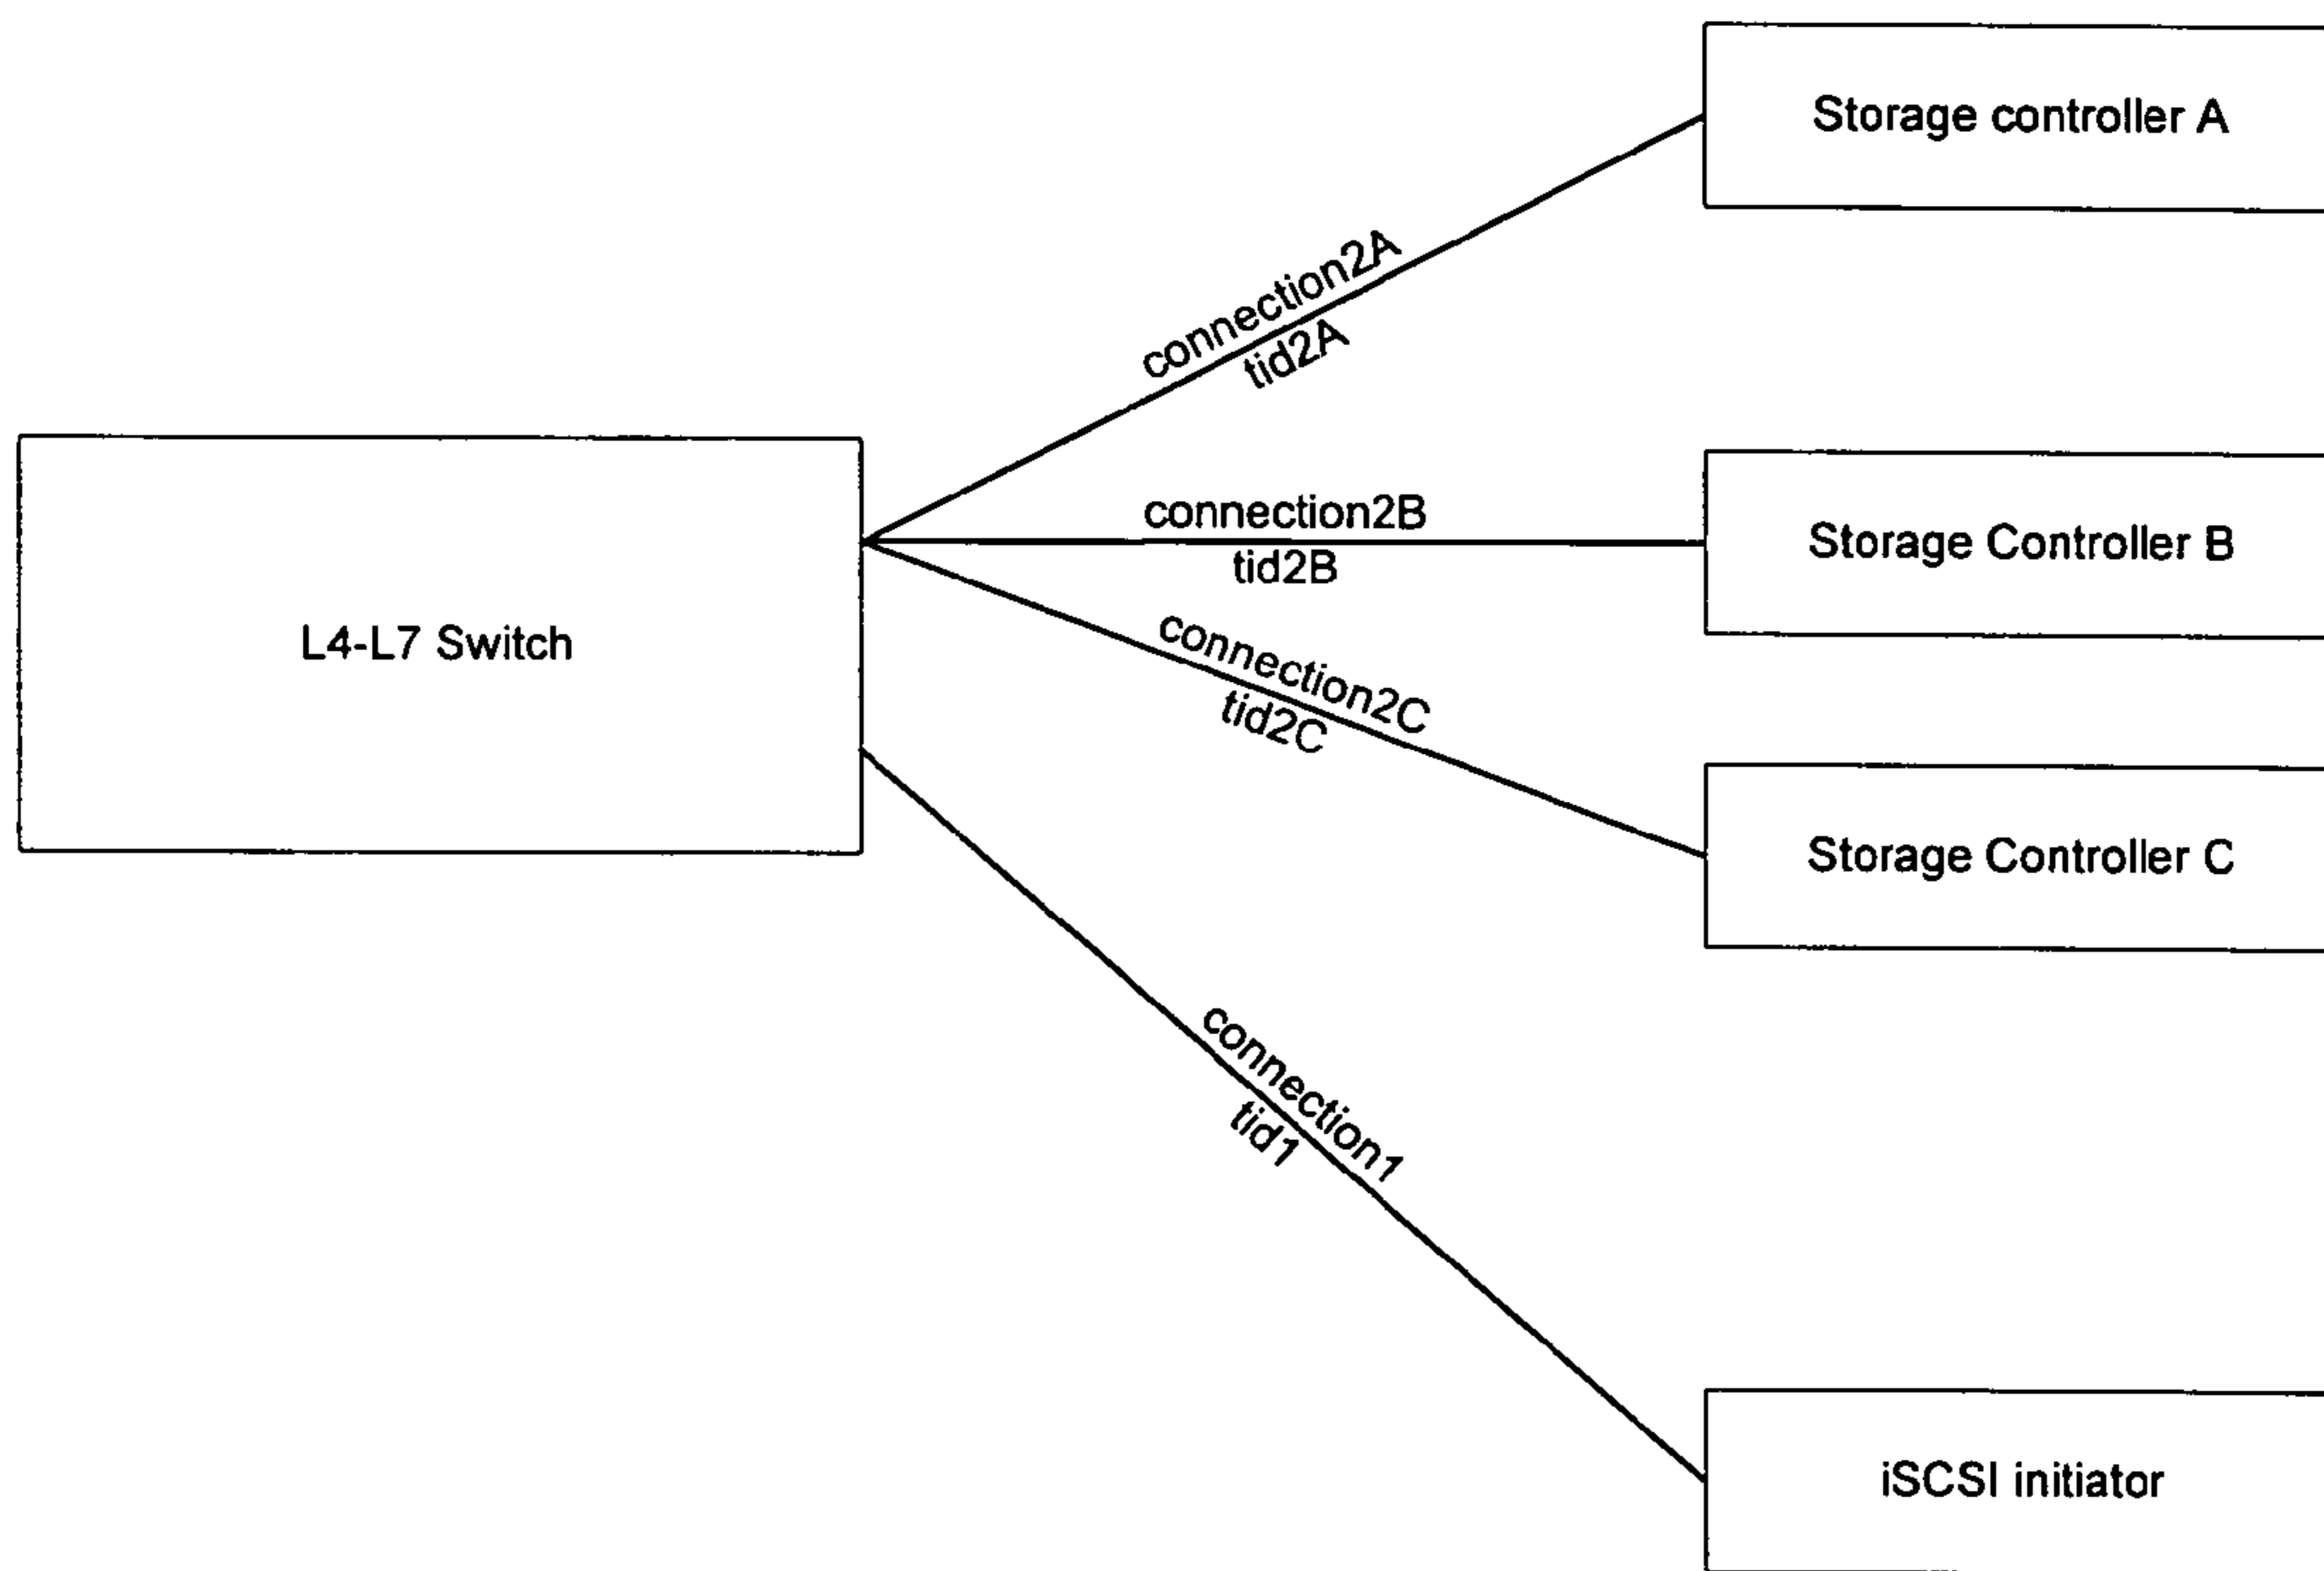 Storage controller A
connection2A
tid2A
connection2B
tid2B
Storage Controller B
L4-L7 Switch
connection2C
tid2C
Storage Controller C
connection1
tid1
iSCSI initiator